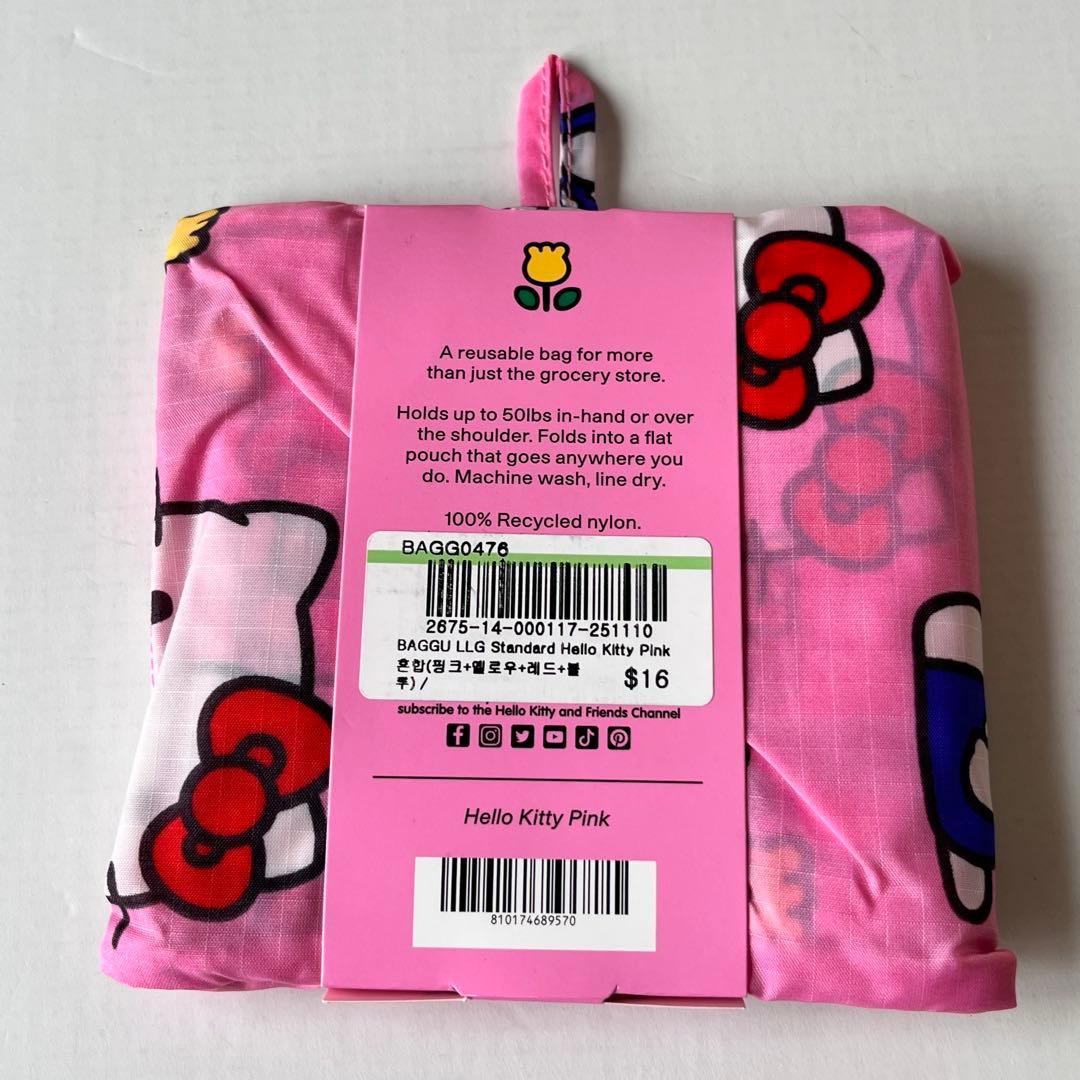 A reusable bag for more
than just the grocery store.
Holds up to 50lbs in-hand or over
the shoulder. Folds into a flat
pouch that goes anywhere you
do. Machine wash, line dry.
100% Recycled nylon.
BAGG0476
2675-14-000117-251110
BAGGU LLG Standard Hello Kitty Pink
혼합(핑크+옐로우+레드+블
루)/
$16
subscribe to the Hello Kitty and Friends Channel
Hello Kitty Pink
810174689570